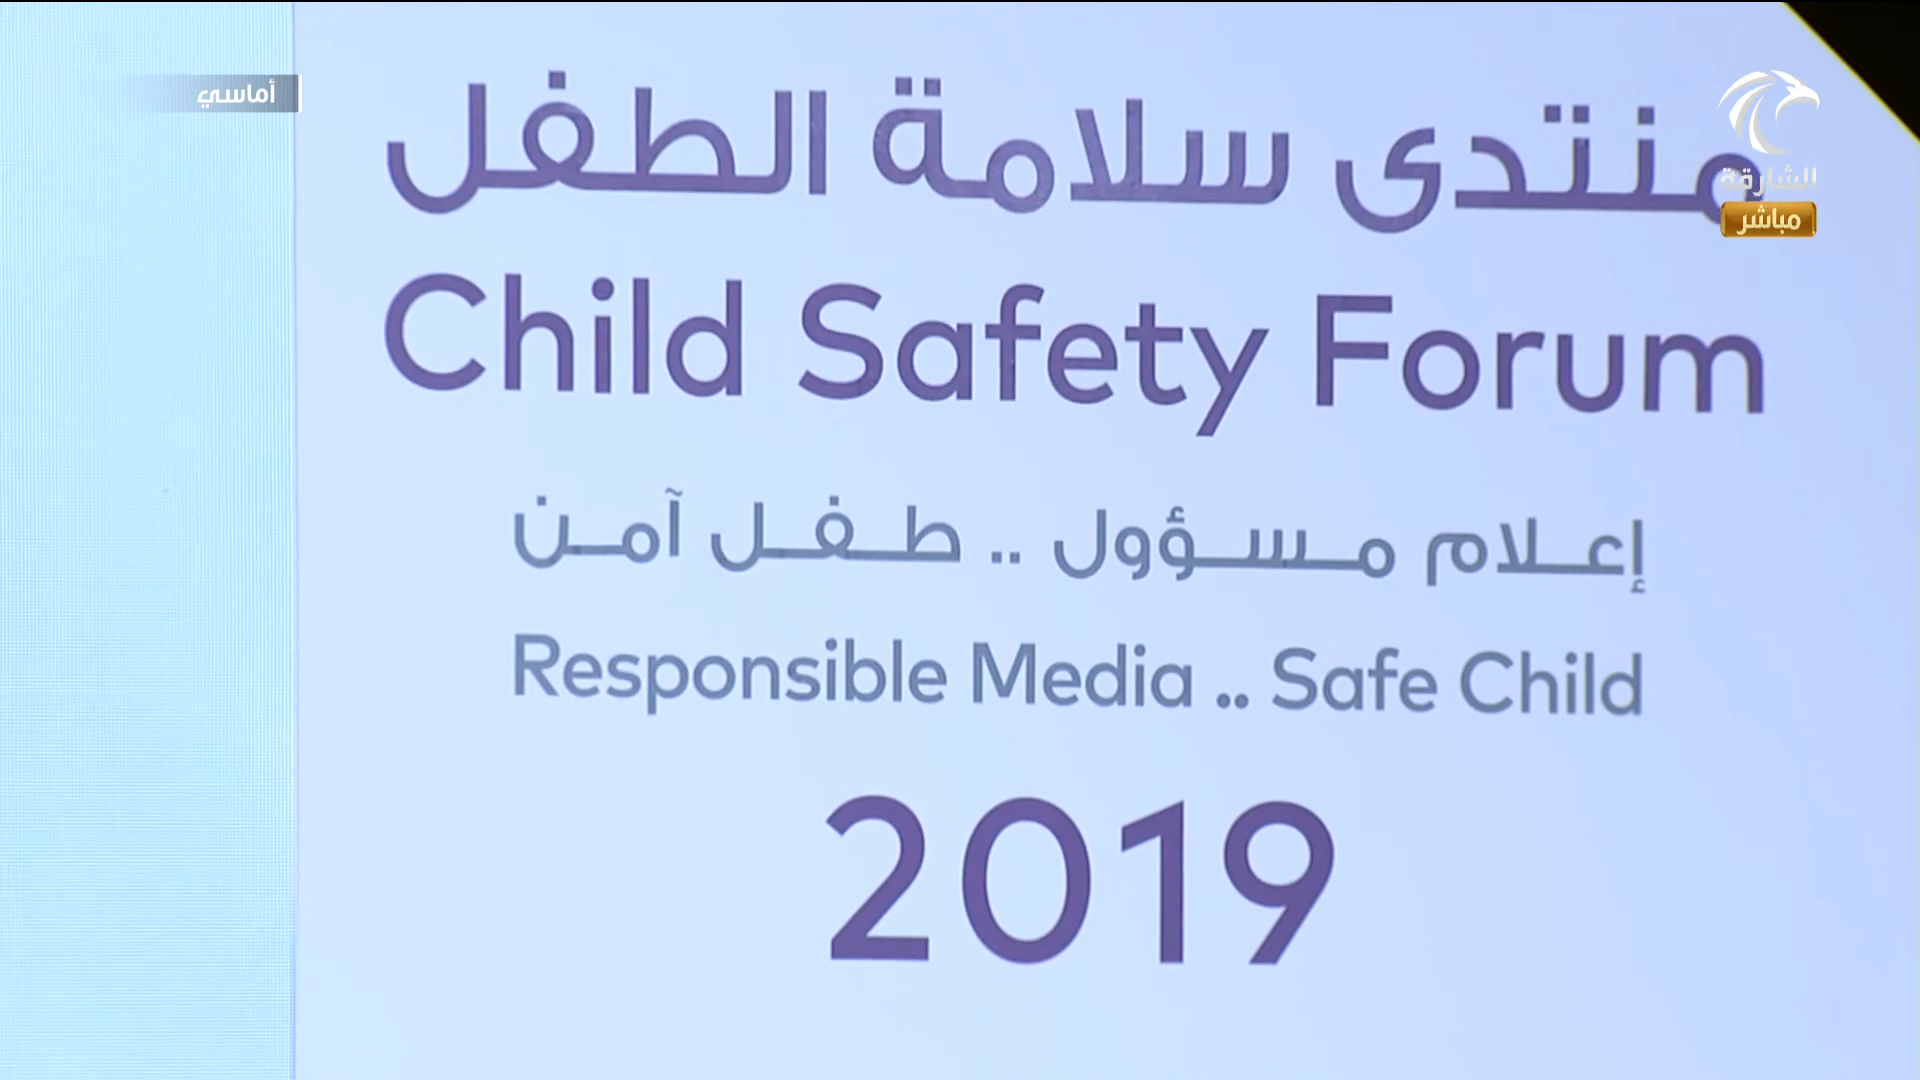 أماسي
الشارقة
مباشر
منتدى سلامة الطفل
Child Safety Forum
إعلام مسؤول .. طفل آمن
Responsible Media .. Safe Child
2019